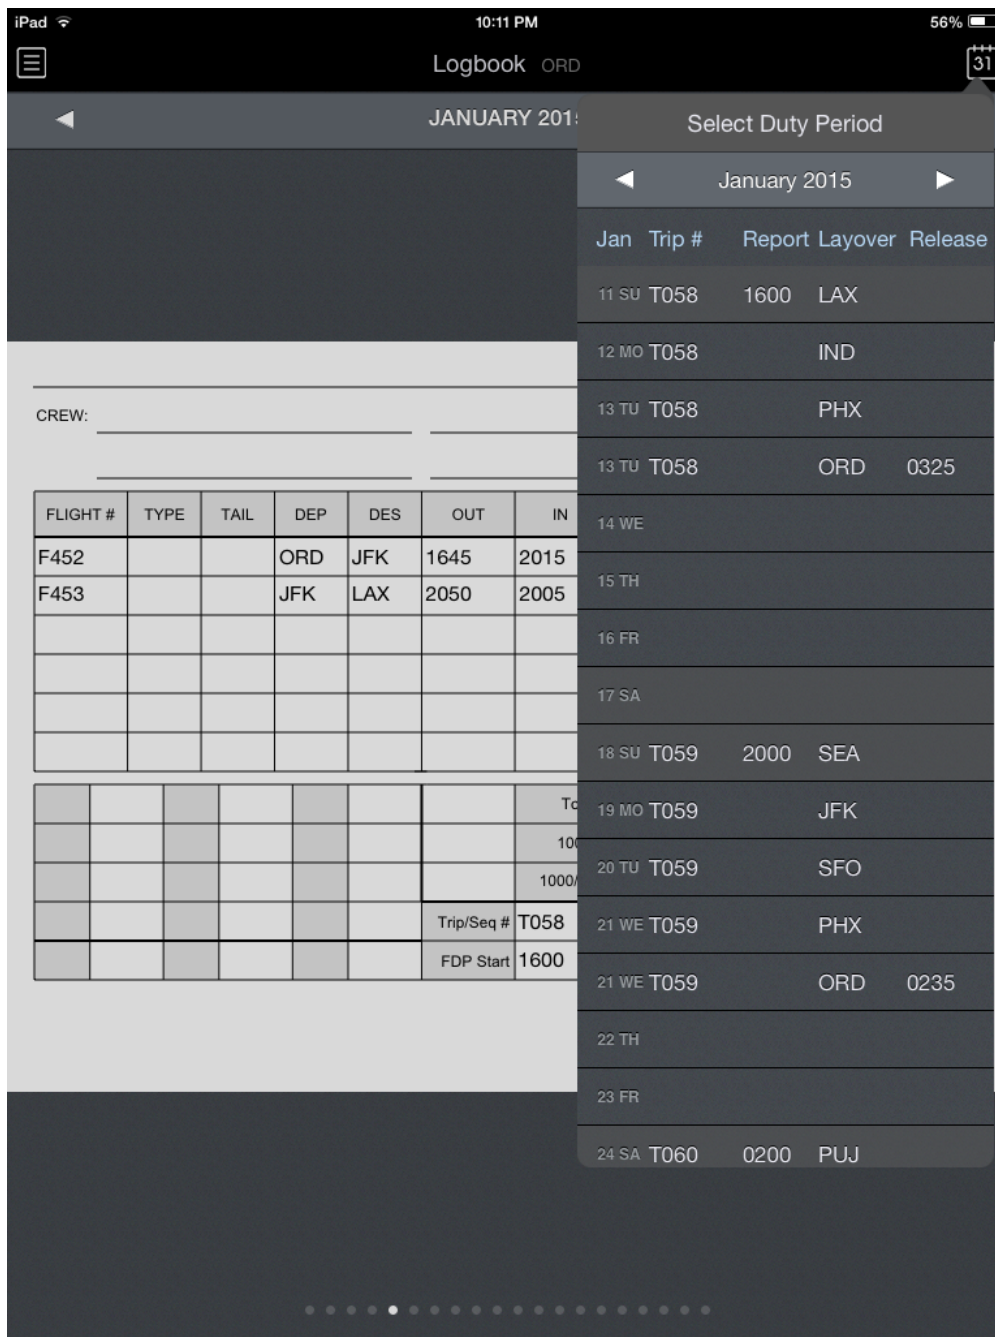 iPad 10:11 PM 56%
Logbook ORD 31
JANUARY 201
Select Duty Period
January 2015
Jan Trip # Report Layover Release
11 SU T058 1600 LAX
12 MO T058 IND
13 TU T058 PHX
13 TU T058 ORD 0325
14 WE
15 TH
16 FR
17 SA
18 SU T059 2000 SEA
19 MO T059 JFK
20 TU T059 SFO
21 WE T059 PHX
21 WE T059 ORD 0235
22 TH
23 FR
24 SA T060 0200 PUJ
CREW:
FLIGHT # TYPE TAIL DEP DES OUT IN
F452 ORD JFK 1645 2015
F453 JFK LAX 2050 2005
To
100
1000/
Trip/Seq # T058
FDP Start 1600